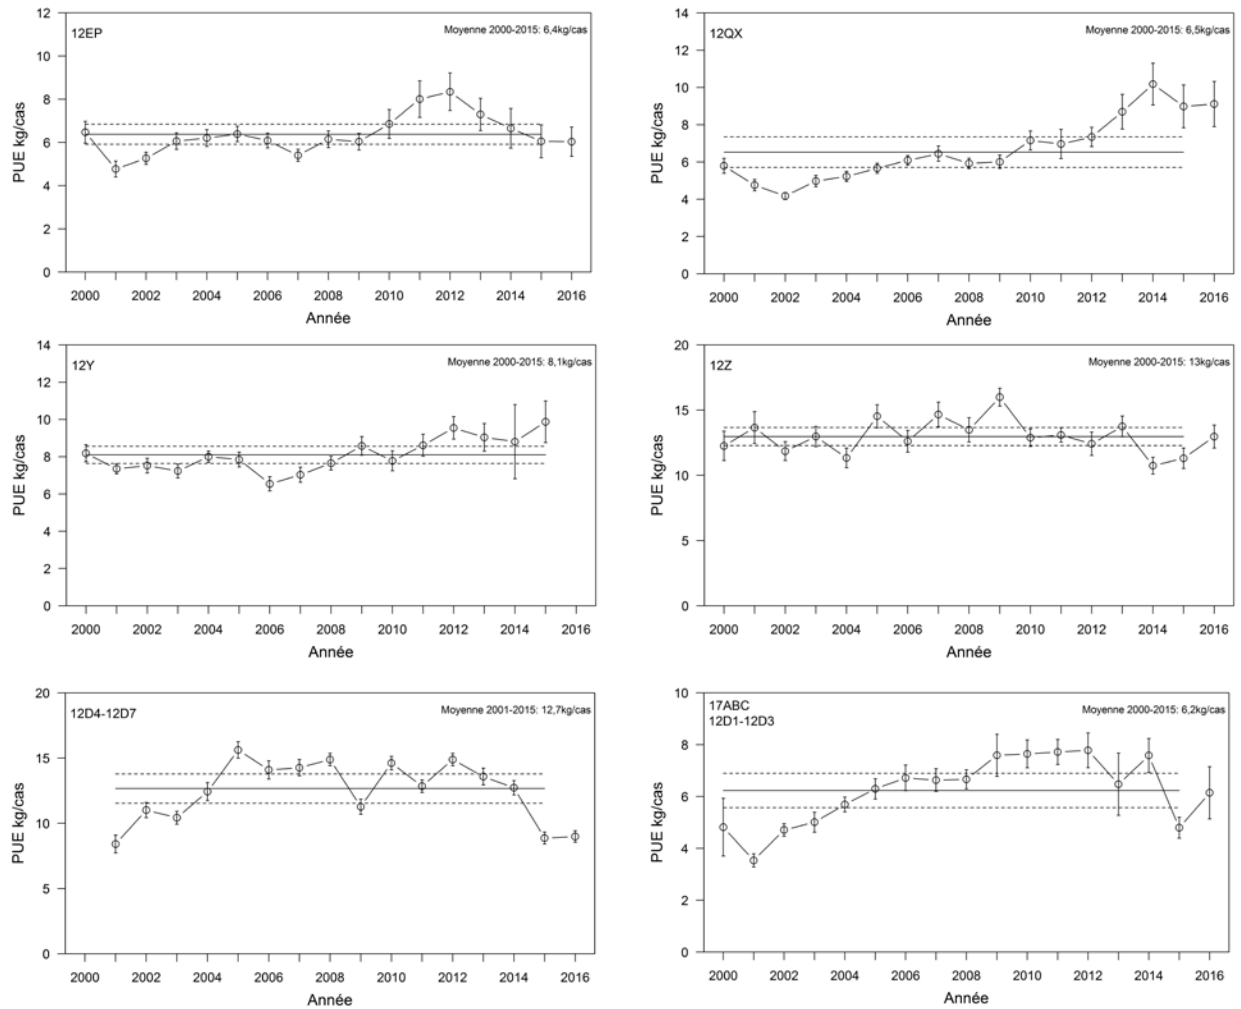 12EP
Moyenne 2000-2015: 6,4kg/cas
PUE kg/cas
12
10
8
6
4
2
0
2000 2002 2004 2006 2008 2010 2012 2014 2016
Année
12QX
Moyenne 2000-2015: 6,5kg/cas
PUE kg/cas
14
12
10
8
6
4
2
0
2000 2002 2004 2006 2008 2010 2012 2014 2016
Année
12Y
Moyenne 2000-2015: 8,1kg/cas
PUE kg/cas
14
12
10
8
6
4
2
0
2000 2002 2004 2006 2008 2010 2012 2014 2016
Année
12Z
Moyenne 2000-2015: 13kg/cas
PUE kg/cas
20
15
10
5
0
2000 2002 2004 2006 2008 2010 2012 2014 2016
Année
12D4-12D7
Moyenne 2001-2015: 12,7kg/cas
PUE kg/cas
20
15
10
5
0
2000 2002 2004 2006 2008 2010 2012 2014 2016
Année
17ABC
12D1-12D3
Moyenne 2000-2015: 6,2kg/cas
PUE kg/cas
10
8
6
4
2
0
2000 2002 2004 2006 2008 2010 2012 2014 2016
Année